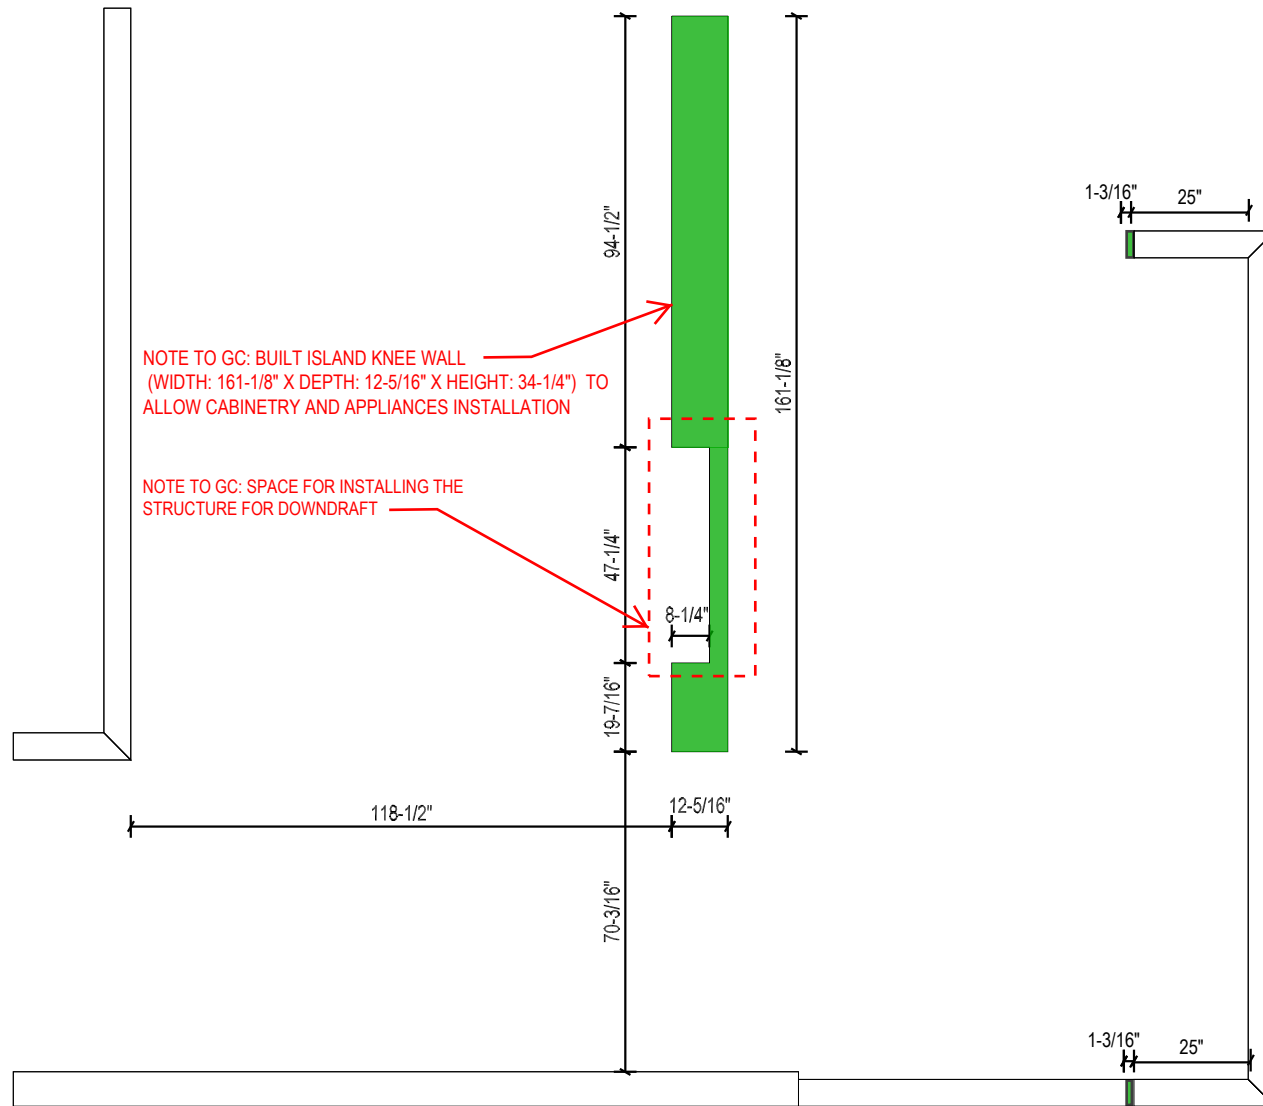 1-3/16"
25"
94-1/2"
NOTE TO GC: BUILT ISLAND KNEE WALL
(WIDTH: 161-1/8" X DEPTH: 12-5/16" X HEIGHT: 34-1/4") TO
ALLOW CABINETRY AND APPLIANCES INSTALLATION
161-1/8"
NOTE TO GC: SPACE FOR INSTALLING THE
STRUCTURE FOR DOWNDRAFT
47-1/4"
8-1/4"
19-7/16"
118-1/2"
12-5/16"
70-3/16"
1-3/16"
25"